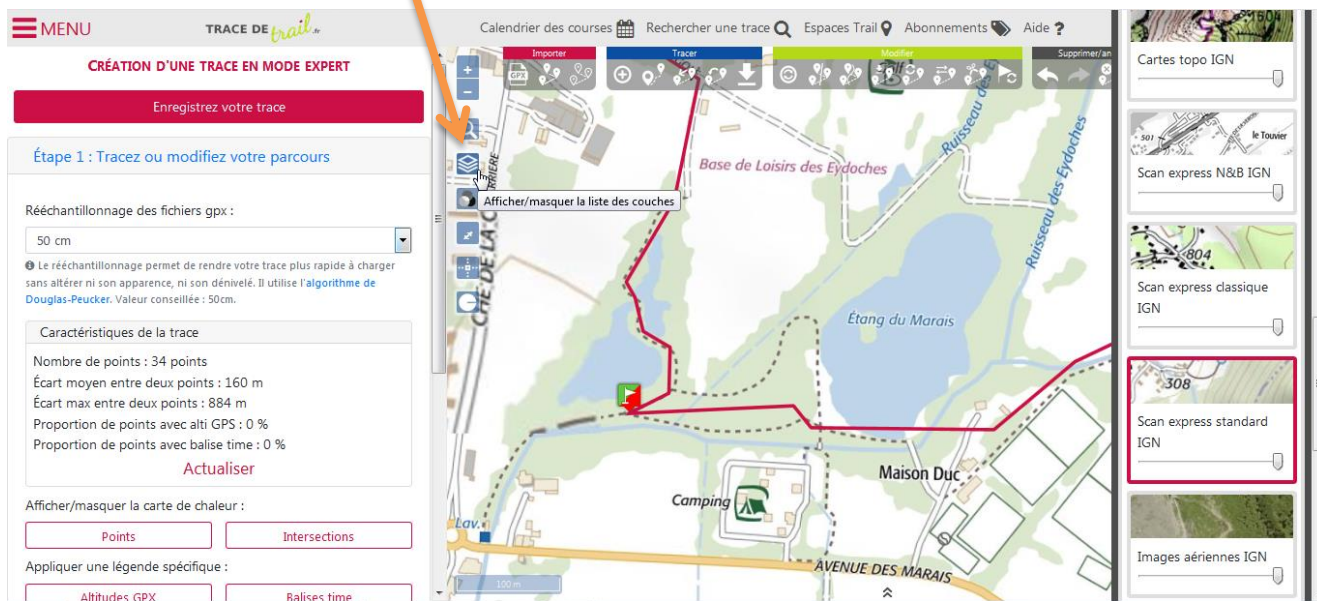 MENU
TRACE DE trail.fr
Calendrier des courses
Rechercher une trace
Espaces Trail
Abonnements
Aide ?
CRÉATION D'UNE TRACE EN MODE EXPERT
Enregistrez votre trace
Étape 1 : Tracez ou modifiez votre parcours
Rééchantillonnage des fichiers gpx :
50 cm
Le rééchantillonnage permet de rendre votre trace plus rapide à charger
sans altérer ni son apparence, ni son dénivelé. Il utilise l'algorithme de
Douglas-Peucker. Valeur conseillée : 50cm.
Caractéristiques de la trace
Nombre de points : 34 points
Écart moyen entre deux points : 160 m
Écart max entre deux points : 884 m
Proportion de points avec alti GPS : 0 %
Proportion de points avec balise time : 0 %
Actualiser
Afficher/masquer la carte de chaleur :
Points
Intersections
Appliquer une légende spécifique :
Altitudes GPX
Balises time
Importer
Tracer
Modifier
Supprimer/an
GPX
+
−
Afficher/masquer la liste des couches
Base de Loisirs des Eydoches
Ruisseau des Eydoches
Ruisseau des Eydoches
Étang du Marais
Maison Duc
Camping
Lav.
100 m
AVENUE DES MARAIS
Cartes topo IGN
501
le Touvier
Scan express N&B IGN
804
Scan express classique
IGN
308
Scan express standard
IGN
Images aériennes IGN